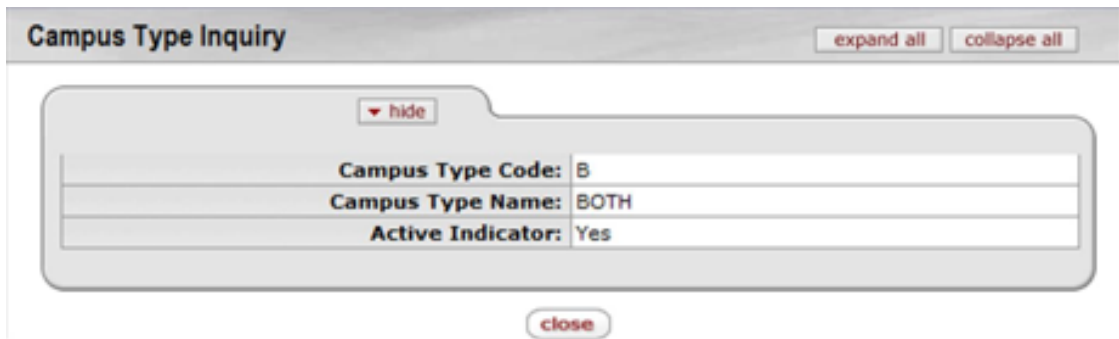 Campus Type Inquiry expand all collapse all
hide
Campus Type Code: B
Campus Type Name: BOTH
Active Indicator: Yes
close